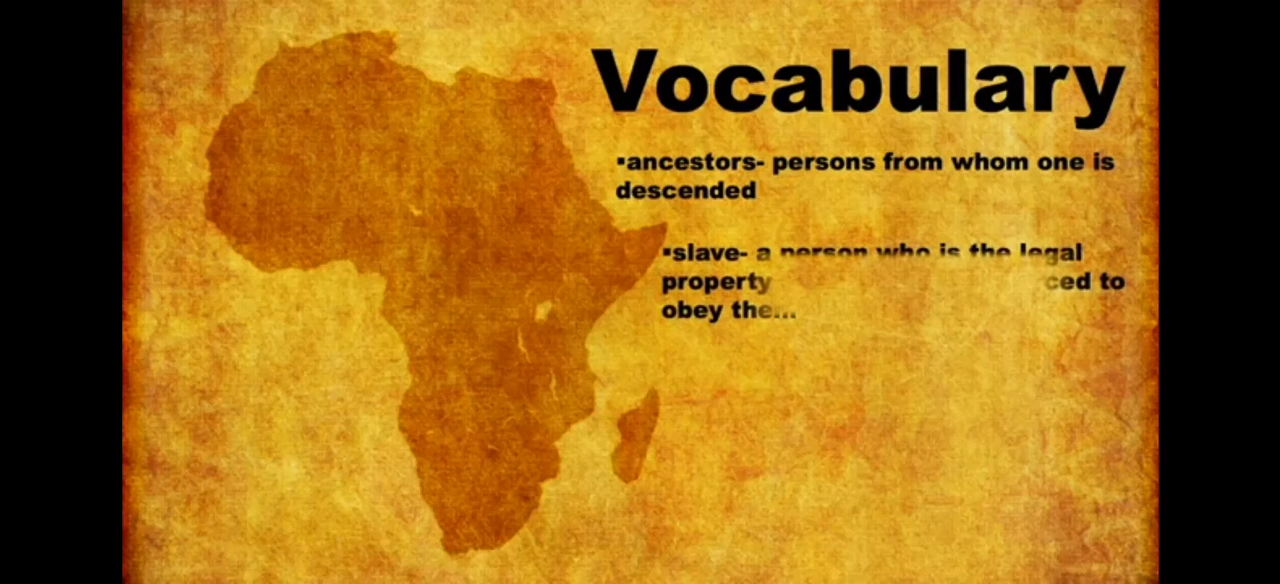 Vocabulary
▪ancestors- persons from whom one is
descended
▪slave- a person who is the legal
property ced to
obey the...